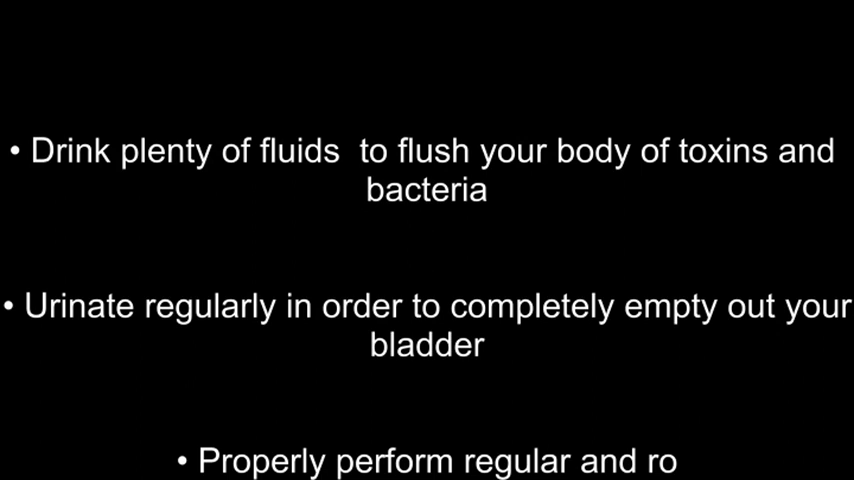 • Drink plenty of fluids  to flush your body of toxins and
bacteria
• Urinate regularly in order to completely empty out your
bladder
• Properly perform regular and ro